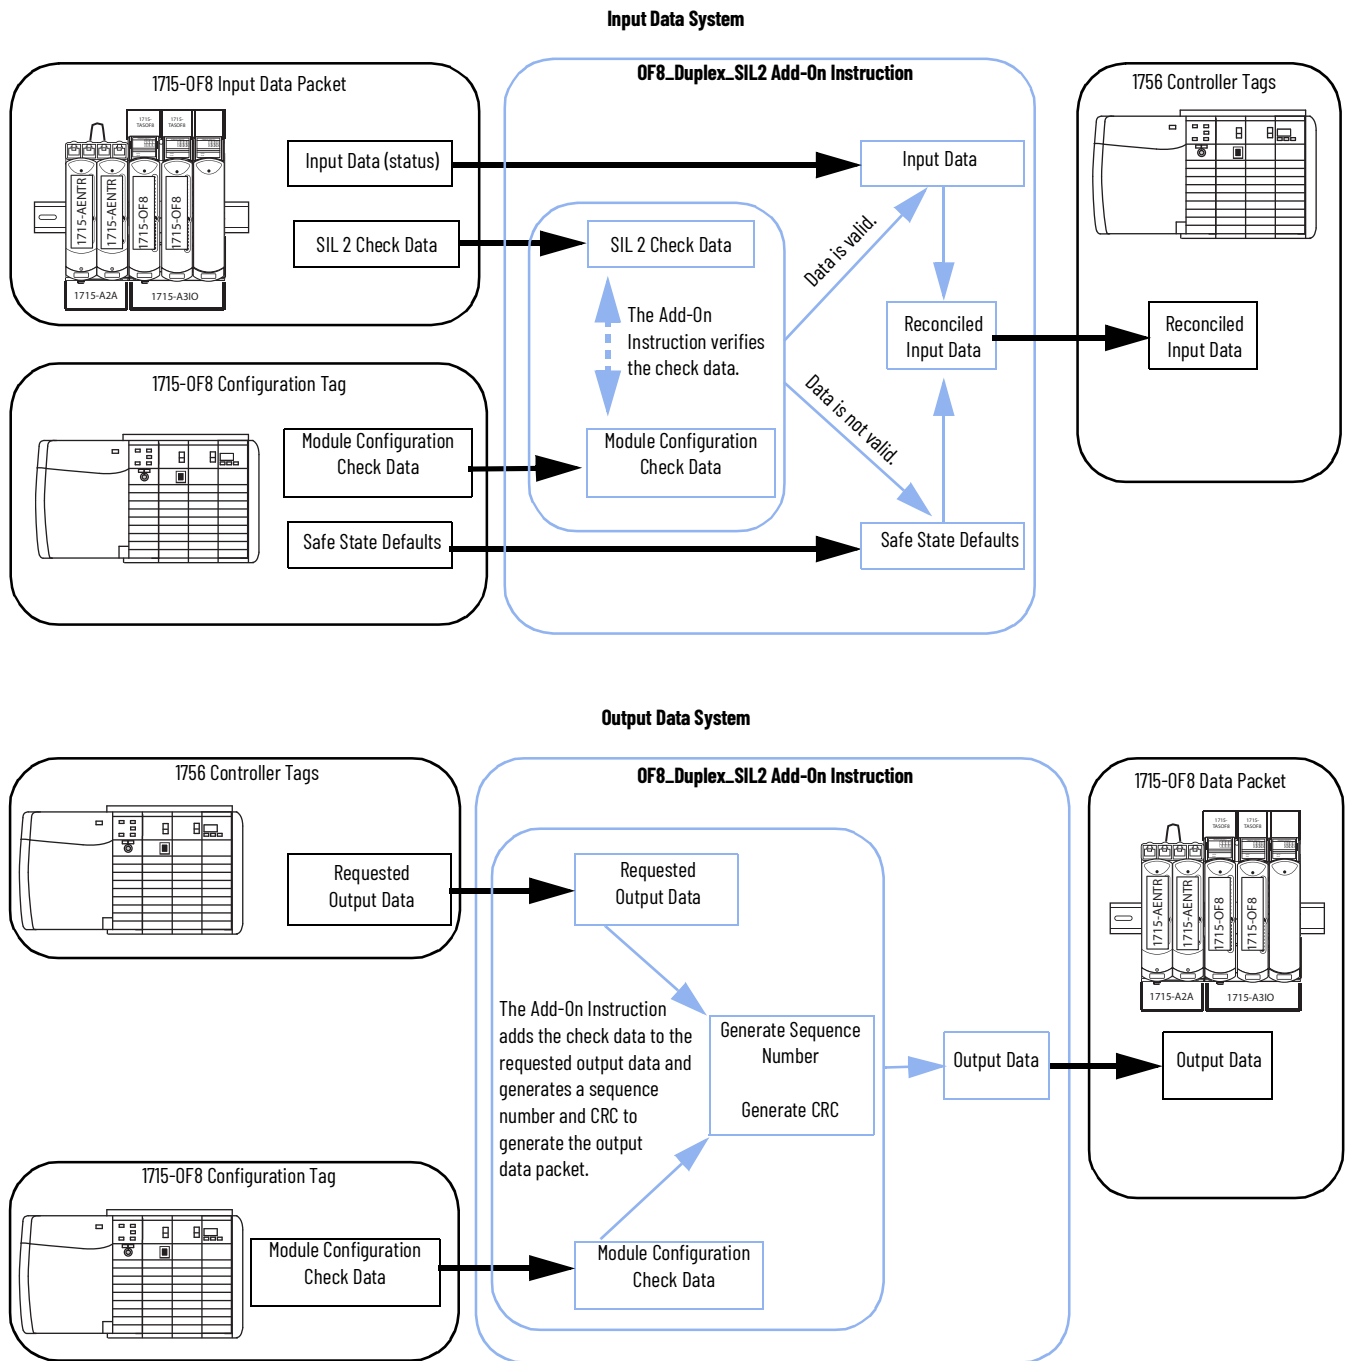 Input Data System
1715-OF8 Input Data Packet
1715-
TASOF8
1715-
TASOF8
1715-AENTR
1715-AENTR
1715-OF8
1715-OF8
1715-A2A
1715-A3IO
Input Data (status)
SIL 2 Check Data
1715-OF8 Configuration Tag
Module Configuration
Check Data
Safe State Defaults
OF8_Duplex_SIL2 Add-On Instruction
SIL 2 Check Data
The Add-On
Instruction verifies
the check data.
Module Configuration
Check Data
Data is valid.
Data is not valid.
Input Data
Reconciled
Input Data
Safe State Defaults
1756 Controller Tags
Reconciled
Input Data
Output Data System
1756 Controller Tags
Requested
Output Data
1715-OF8 Configuration Tag
Module Configuration
Check Data
OF8_Duplex_SIL2 Add-On Instruction
Requested
Output Data
The Add-On Instruction
adds the check data to the
requested output data and
generates a sequence
number and CRC to
generate the output
data packet.
Generate Sequence
Number
Generate CRC
Module Configuration
Check Data
Output Data
1715-OF8 Data Packet
1715-
TASOF8
1715-
TASOF8
1715-AENTR
1715-AENTR
1715-OF8
1715-OF8
1715-A2A
1715-A3IO
Output Data